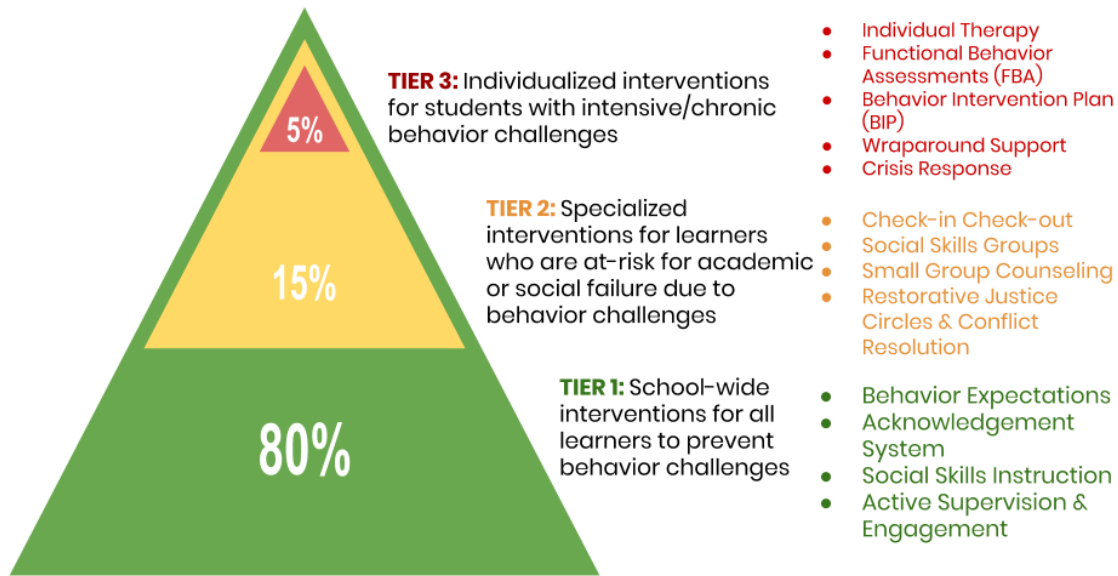 5%
TIER 3: Individualized interventions
for students with intensive/chronic
behavior challenges
● Individual Therapy
● Functional Behavior
Assessments (FBA)
● Behavior Intervention Plan
(BIP)
● Wraparound Support
● Crisis Response
15%
TIER 2: Specialized
interventions for learners
who are at-risk for academic
or social failure due to
behavior challenges
● Check-in Check-out
● Social Skills Groups
● Small Group Counseling
● Restorative Justice
Circles & Conflict
Resolution
80%
TIER 1: School-wide
interventions for all
learners to prevent
behavior challenges
● Behavior Expectations
● Acknowledgement
System
● Social Skills Instruction
● Active Supervision &
Engagement